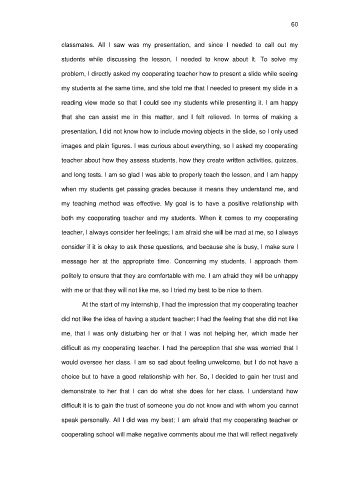 60
classmates. All I saw was my presentation, and since I needed to call out my
students while discussing the lesson, I needed to know about it. To solve my
problem, I directly asked my cooperating teacher how to present a slide while seeing
my students at the same time, and she told me that I needed to present my slide in a
reading view mode so that I could see my students while presenting it. I am happy
that she can assist me in this matter, and I felt relieved. In terms of making a
presentation, I did not know how to include moving objects in the slide, so I only used
images and plain figures. I was curious about everything, so I asked my cooperating
teacher about how they assess students, how they create written activities, quizzes,
and long tests. I am so glad I was able to properly teach the lesson, and I am happy
when my students get passing grades because it means they understand me, and
my teaching method was effective. My goal is to have a positive relationship with
both my cooperating teacher and my students. When it comes to my cooperating
teacher, I always consider her feelings; I am afraid she will be mad at me, so I always
consider if it is okay to ask those questions, and because she is busy, I make sure I
message her at the appropriate time. Concerning my students, I approach them
politely to ensure that they are comfortable with me. I am afraid they will be unhappy
with me or that they will not like me, so I tried my best to be nice to them.
At the start of my internship, I had the impression that my cooperating teacher
did not like the idea of having a student teacher; I had the feeling that she did not like
me, that I was only disturbing her or that I was not helping her, which made her
difficult as my cooperating teacher. I had the perception that she was worried that I
would oversee her class. I am so sad about feeling unwelcome, but I do not have a
choice but to have a good relationship with her. So, I decided to gain her trust and
demonstrate to her that I can do what she does for her class. I understand how
difficult it is to gain the trust of someone you do not know and with whom you cannot
speak personally. All I did was my best; I am afraid that my cooperating teacher or
cooperating school will make negative comments about me that will reflect negatively